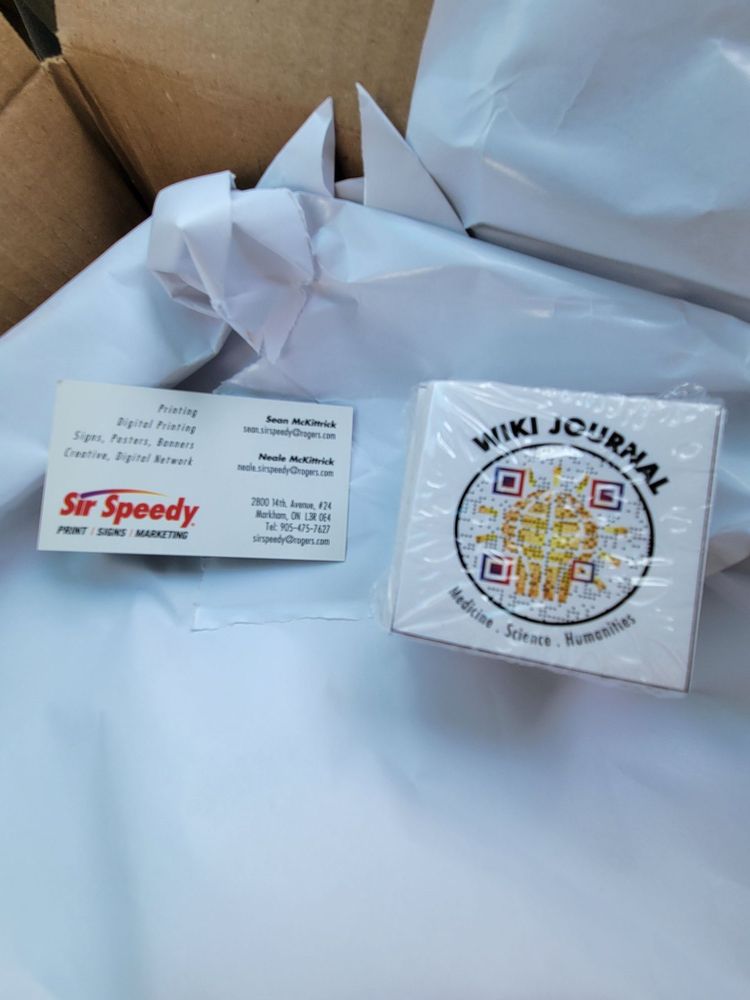 Printing
Digital Printing
Signs, Posters, Banners
Creative, Digital Network
Sir Speedy
PRINT / SIGNS / MARKETING
Sean McKittrick
sean.sirspeedy@rogers.com
Neale McKittrick
neale.sirspeedy@rogers.com
2800 14th. Avenue, #24
Markham, ON L3R 0E4
Tel: 905-475-7627
sirspeedy@rogers.com
WIKI JOURNAL
Medicine . Science . Humanities